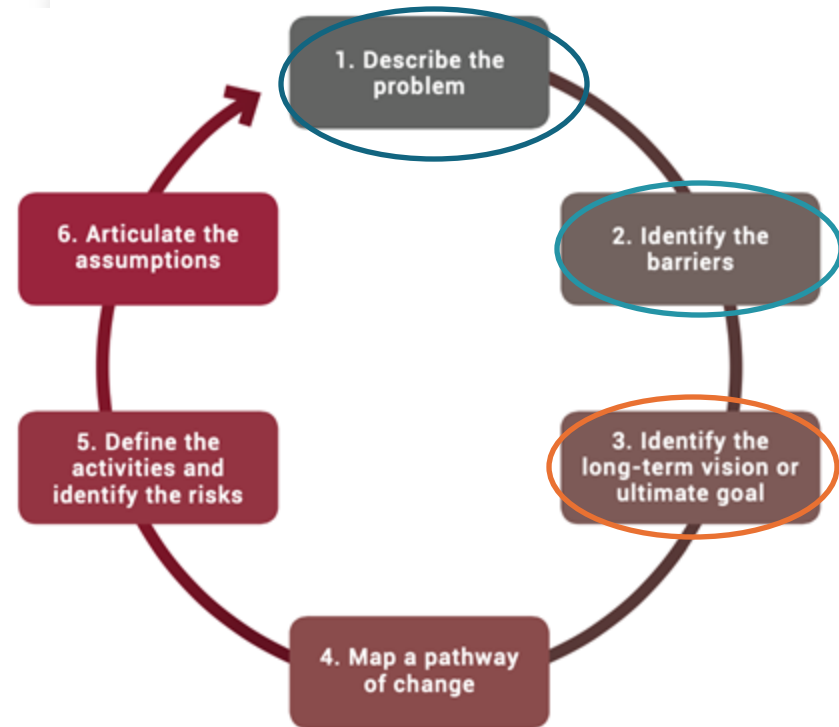 1. Describe the
problem
2. Identify the
barriers
3. Identify the
long-term vision or
ultimate goal
4. Map a pathway
of change
5. Define the
activities and
identify the risks
6. Articulate the
assumptions